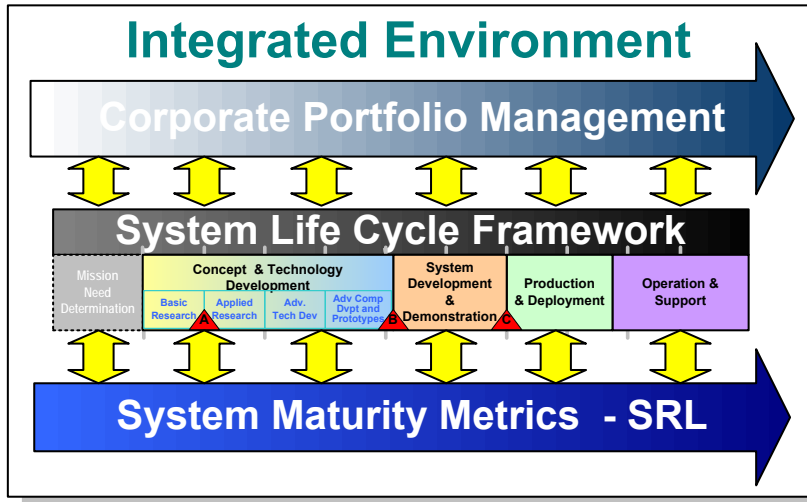 Integrated Environment
Corporate Portfolio Management
System Life Cycle Framework
Mission
Need
Determination
Concept & Technology
Development
Basic
Research
Applied
Research
Adv.
Tech Dev
Adv Comp
Dvpt and
Prototypes
A
B
C
System
Development
&
Demonstration
Production
& Deployment
Operation &
Support
System Maturity Metrics - SRL